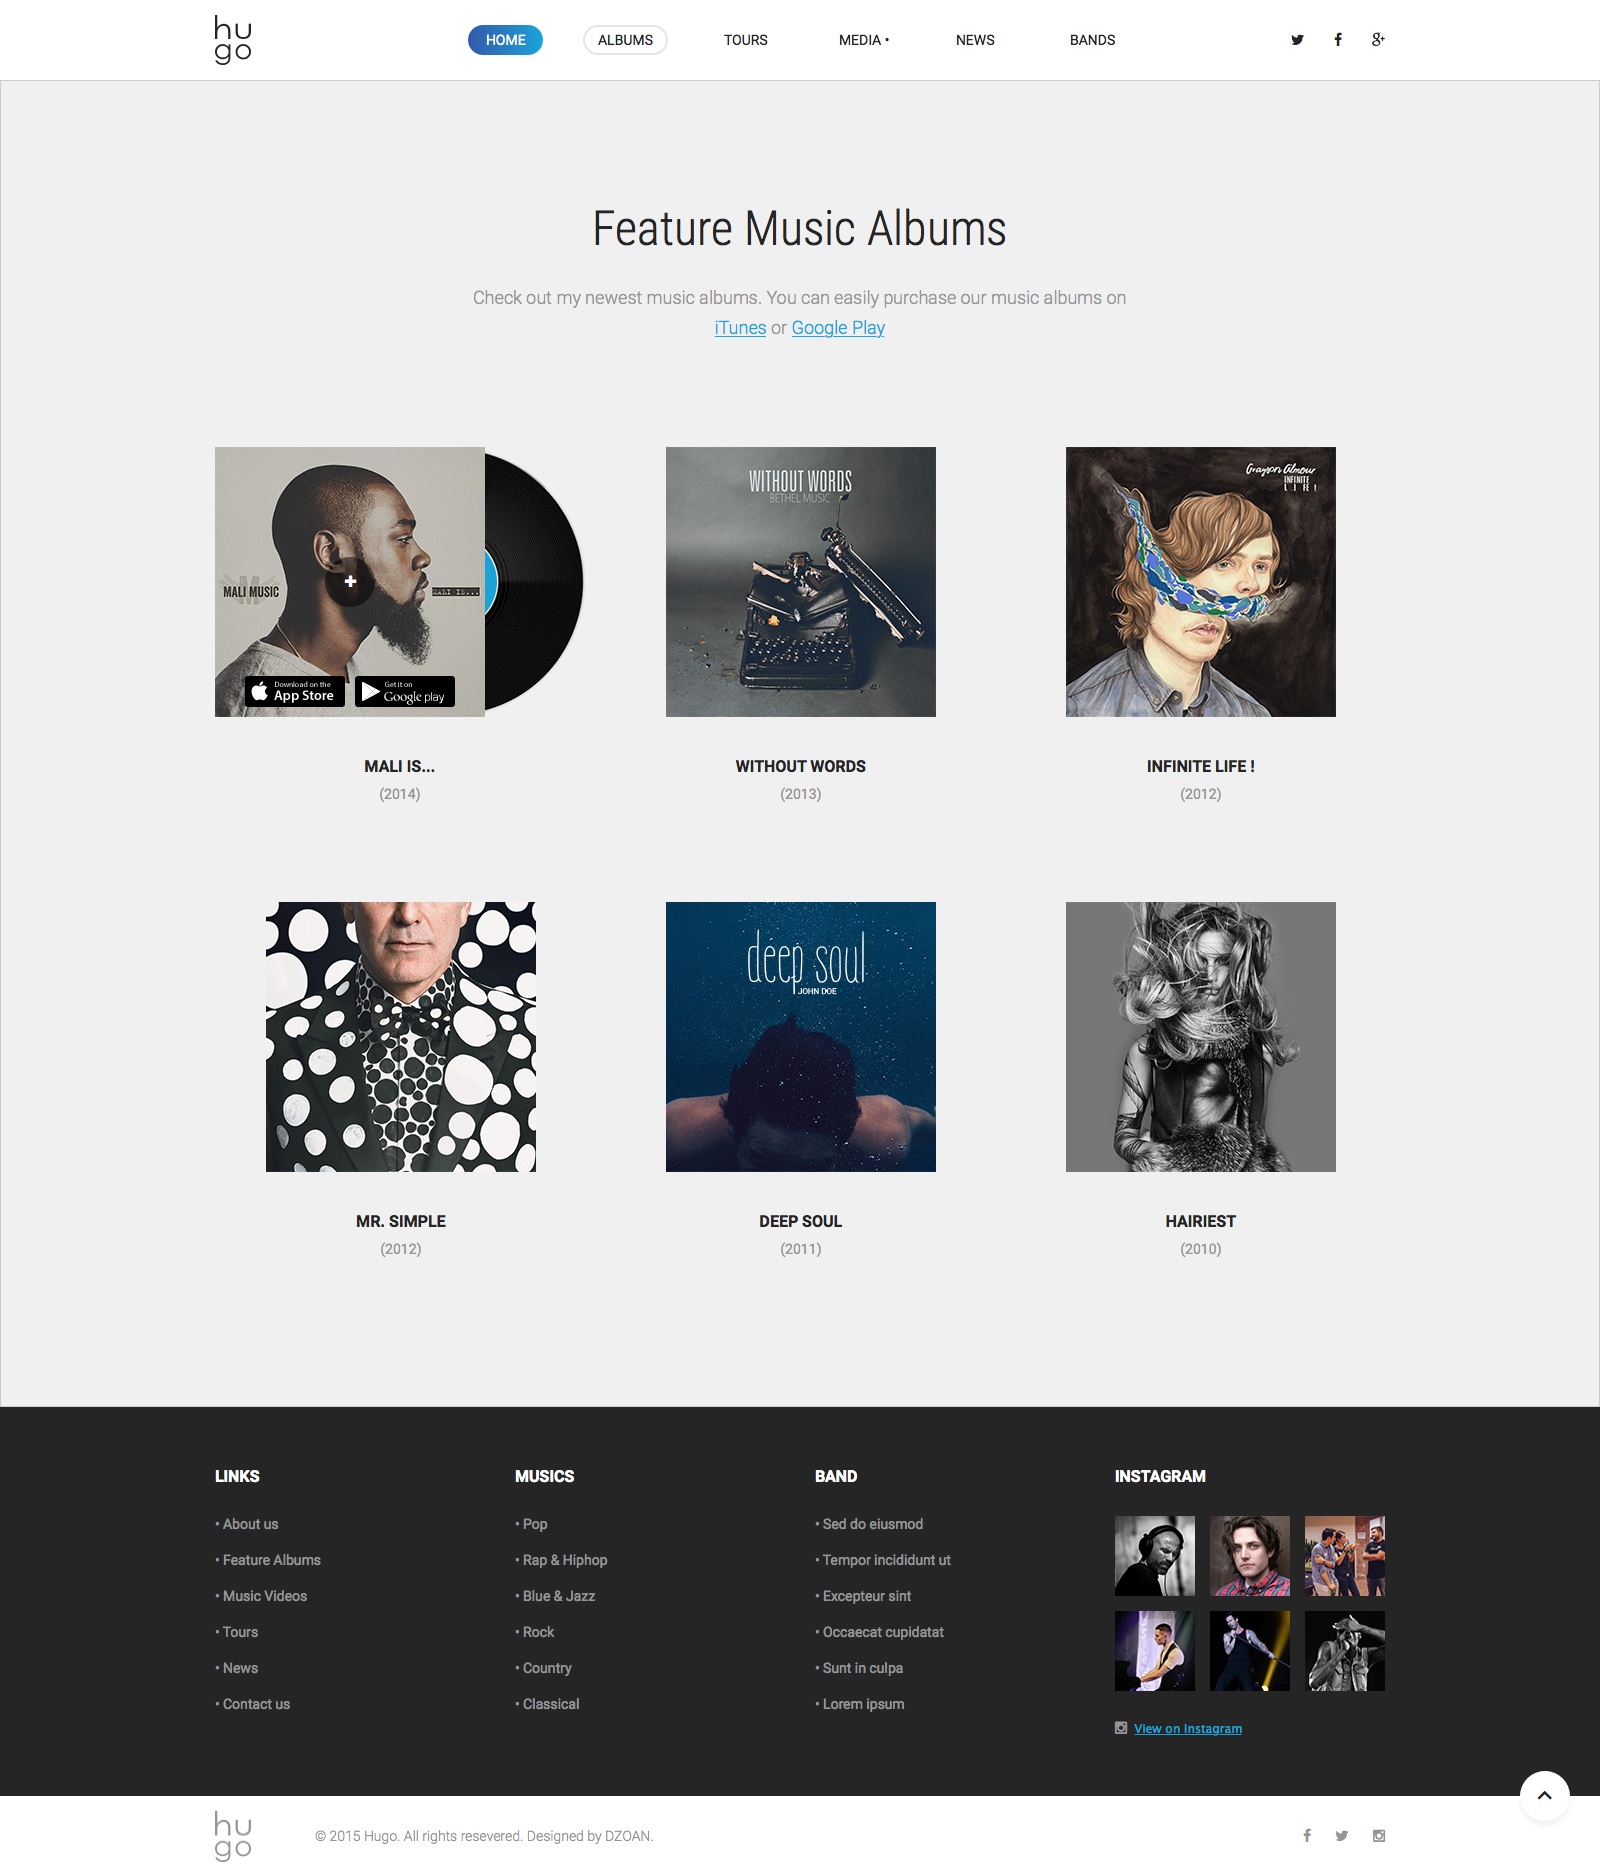 hu
go
HOME
ALBUMS
TOURS
MEDIA •
NEWS
BANDS
Feature Music Albums
Check out my newest music albums. You can easily purchase our music albums on
iTunes or Google Play
MALI MUSIC
MALI IS...
Download on the
App Store
Get it on
Google play
WITHOUT WORDS
BETHEL MUSIC
Grayson Gilmour
INFINITE
L I FE !
MALI IS...
(2014)
WITHOUT WORDS
(2013)
INFINITE LIFE !
(2012)
deep soul
JOHN DOE
MR. SIMPLE
(2012)
DEEP SOUL
(2011)
HAIRIEST
(2010)
LINKS
• About us
• Feature Albums
• Music Videos
• Tours
• News
• Contact us
MUSICS
• Pop
• Rap & Hiphop
• Blue & Jazz
• Rock
• Country
• Classical
BAND
• Sed do eiusmod
• Tempor incididunt ut
• Excepteur sint
• Occaecat cupidatat
• Sunt in culpa
• Lorem ipsum
INSTAGRAM
View on Instagram
hu
go
© 2015 Hugo. All rights resevered. Designed by DZOAN.